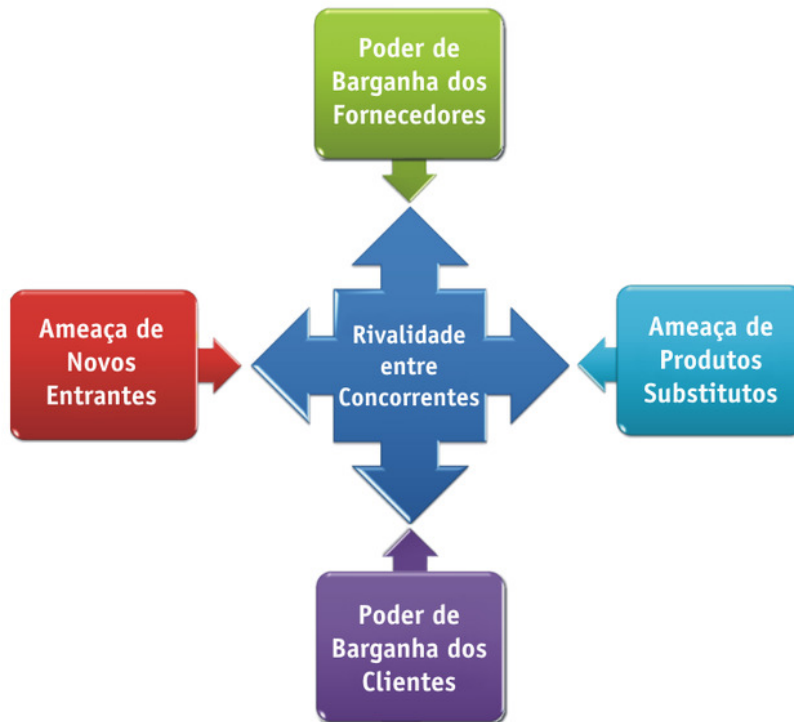 Poder de
Barganha dos
Fornecedores
Ameaça de
Novos
Entrantes
Rivalidade
entre
Concorrentes
Ameaça de
Produtos
Substitutos
Poder de
Barganha dos
Clientes